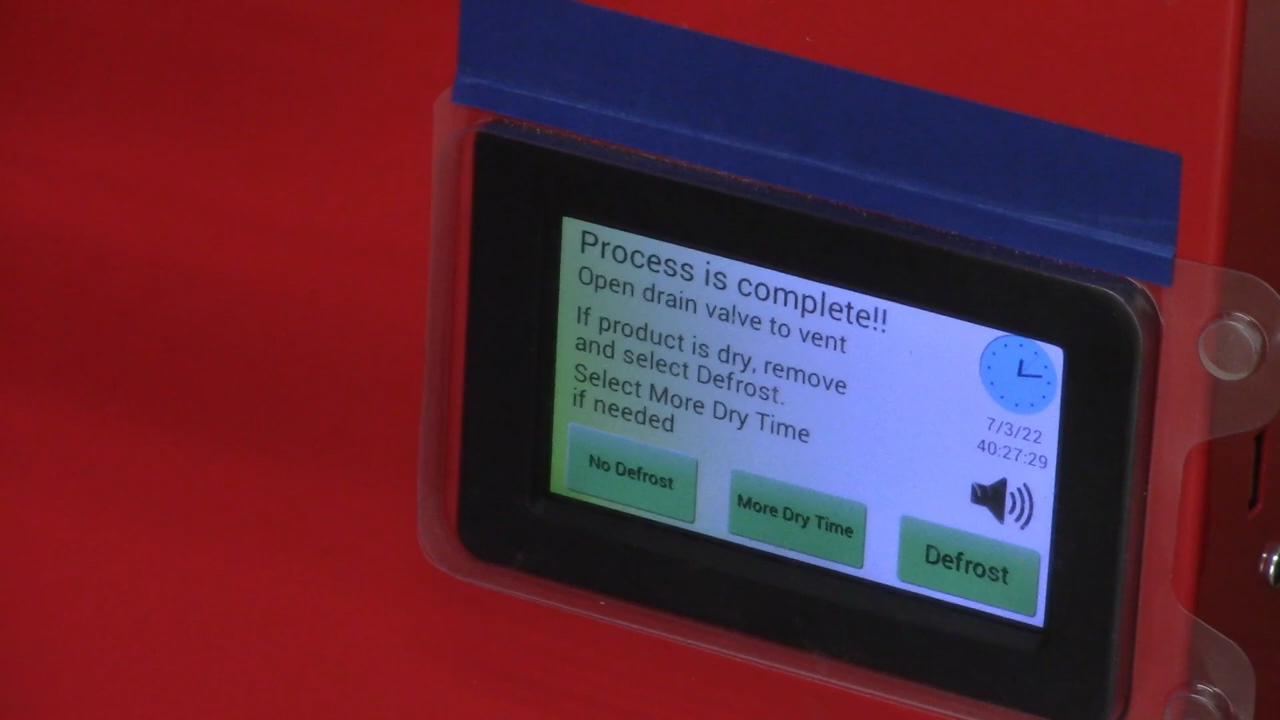 Process is complete!!
Open drain valve to vent
If product is dry, remove
and select Defrost.
Select More Dry Time
if needed
7/3/22
40:27:29
No Defrost
More Dry Time
Defrost